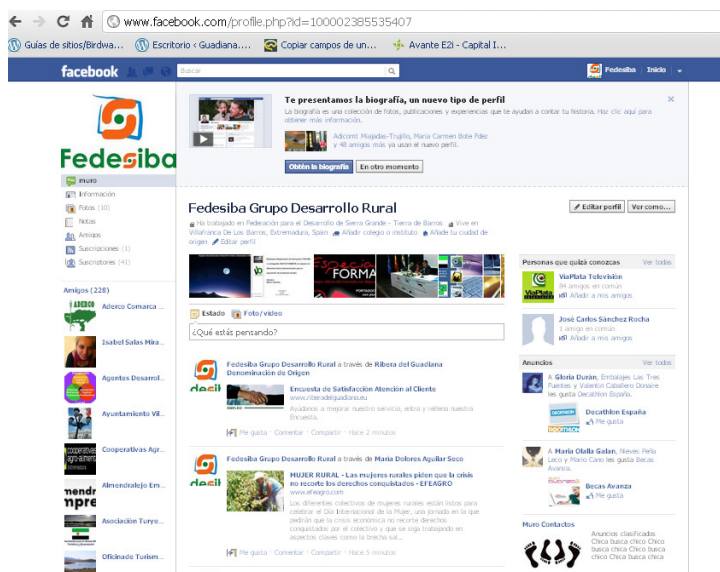 www.facebook.com/profile.php?id=100002385535407
Guías de sitios/Birdwa...
Escritorio ‹ Guadiana....
Copiar campos de un...
Avante E2i - Capital I...
facebook
Buscar
Fedesiba
Inicio
Fedesiba
muro
Información
Fotos (10)
Notas
Amigos
Suscripciones (1)
Suscriptores (41)
Amigos (228)
ADERCO
Aderco Comarca ...
Isabel Salas Mira...
Agentes Desarrol...
Ayuntamiento Vil...
Cooperativas Agr...
Almendralejo Em...
Asociación Turye...
Oficinade Turism...
Te presentamos la biografía, un nuevo tipo de perfil
La biografía es una colección de fotos, publicaciones y experiencias que te ayudan a contar tu historia. Haz clic aquí para
obtener más información.
Adicomt Miajadas-Trujillo, María Carmen Bote Fdez
y 48 amigos más ya usan el nuevo perfil.
Obtén la biografía
En otro momento
Fedesiba Grupo Desarrollo Rural
Editar perfil
Ver como...
Ha trabajado en Federación para el Desarrollo de Sierra Grande - Tierra de Barros
Vive en
Villafranca De Los Barros, Extremadura, Spain
Añadir colegio o instituto
Añade tu ciudad de
origen
Editar perfil
Especial
FORMA
Estado
Foto/vídeo
¿Qué estás pensando?
Fedesiba Grupo Desarrollo Rural a través de Ribera del Guadiana
Denominación de Origen
Encuesta de Satisfacción Atención al Cliente
www.riberadelguadiana.eu
Ayúdanos a mejorar nuestro servicio, entra y rellena nuestra
Encuesta.
Me gusta · Comentar · Compartir · Hace 2 minutos
Fedesiba Grupo Desarrollo Rural a través de María Dolores Aguilar Seco
MUJER RURAL - Las mujeres rurales piden que la crisis
no recorte los derechos conquistados - EFEAGRO
www.efeagro.com
Los diferentes colectivos de mujeres rurales están listos para
celebrar el Día Internacional de la Mujer, una jornada en la que
pedirán que la crisis económica no recorte derechos
conquistados por el colectivo y que se siga trabajando en
aspectos claves como la brecha sal...
Me gusta · Comentar · Compartir · Hace 5 minutos
Personas que quizá conozcas
Ver todos
ViaPlata Televisión
84 amigos en común
Añadir a mis amigos
José Carlos Sánchez Rocha
1 amigo en común
Añadir a mis amigos
Anuncios
Ver todos
A Gloria Durán, Embalajes Las Tres
Puentes y Valentin Caballero Donaire
les gusta Decathlon España.
DECATHLON
Decathlon España
Me gusta
A María Olalla Galan, Nieves Peña
Leco y Mario Cano les gusta Becas
Avanza.
Becas Avanza
Me gusta
Muro Contactos
Anuncios clasificados
Chica busca chico Chico
busca chica Chico busca
chico Chica busca chica